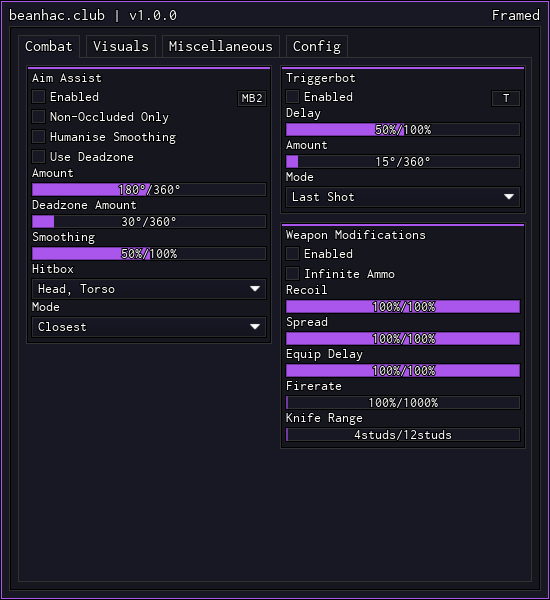 beanhac.club | v1.0.0 Framed
Combat Visuals Miscellaneous Config
Aim Assist
Enabled MB2
Non-Occluded Only
Humanise Smoothing
Use Deadzone
Amount
180°/360°
Deadzone Amount
30°/360°
Smoothing
50%/100%
Hitbox
Head, Torso
Mode
Closest
Triggerbot
Enabled T
Delay
50%/100%
Amount
15°/360°
Mode
Last Shot
Weapon Modifications
Enabled
Infinite Ammo
Recoil
100%/100%
Spread
100%/100%
Equip Delay
100%/100%
Firerate
100%/1000%
Knife Range
4studs/12studs